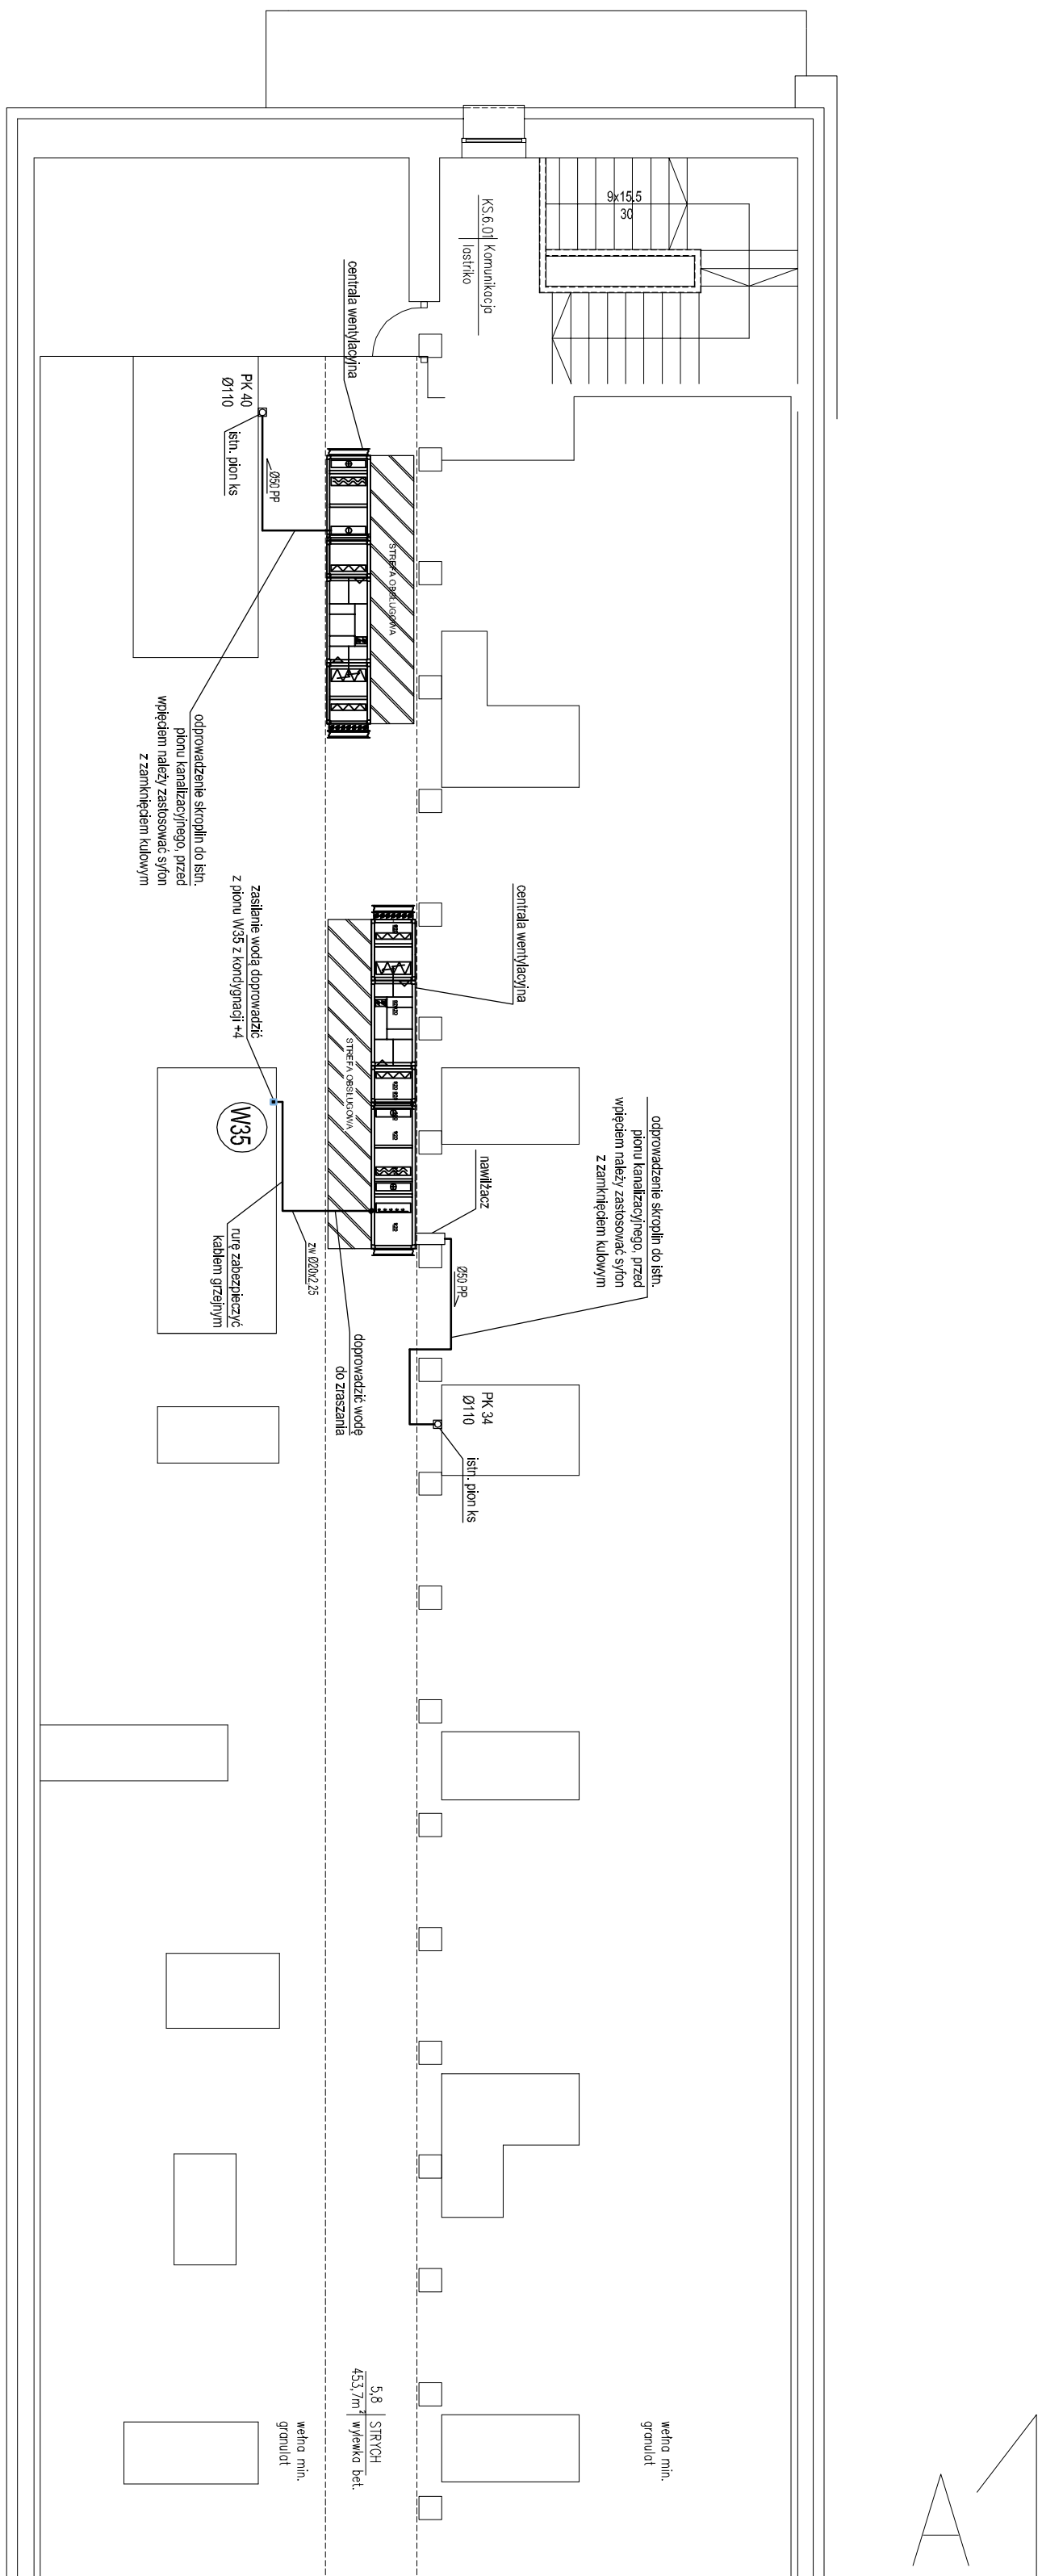 9x15.5
30
KS.6.01 Komunikacja
lastriko
centrala wentylacyjna
PK 40
Ø110
istn. pion ks
Ø50 PP
STREFA OBSŁUGOWA
odprowadzenie skroplin do istn.
pionu kanalizacyjnego, przed
wpięciem należy zastosować syfon
z zamknięciem kulowym
centrala wentylacyjna
STREFA OBSŁUGOWA
zasilanie wodą doprowadzić
z pionu W35 z kondygnacji +4
W35
rurę zabezpieczyć
kablem grzejnym
zw Ø20x2,25
doprowadzić wodę
do zraszania
nawilżacz
Ø50 PP
odprowadzenie skroplin do istn.
pionu kanalizacyjnego, przed
wpięciem należy zastosować syfon
z zamknięciem kulowym
PK 34
Ø110
istn. pion ks
5,8 STRYCH
453,7m² wylewka bet.
wełna min.
granulat
wełna min.
granulat
A